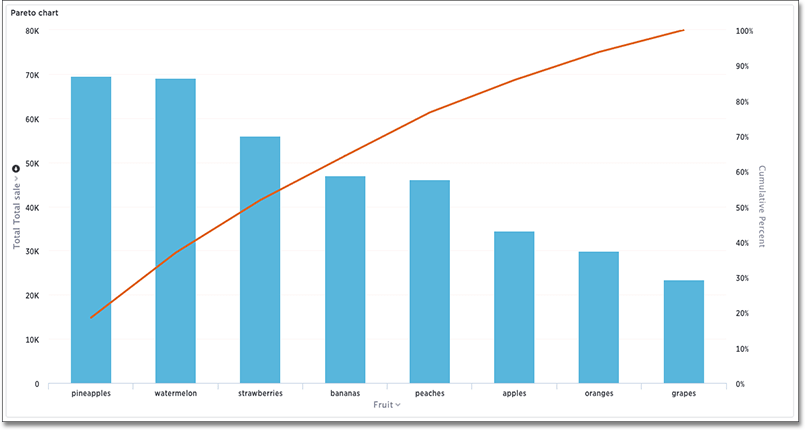 Pareto chart
80K
70K
60K
50K
40K
30K
20K
10K
0
Total Total sale
100%
90%
80%
70%
60%
50%
40%
30%
20%
10%
0%
Cumulative Percent
pineapples watermelon strawberries bananas peaches apples oranges grapes
Fruit